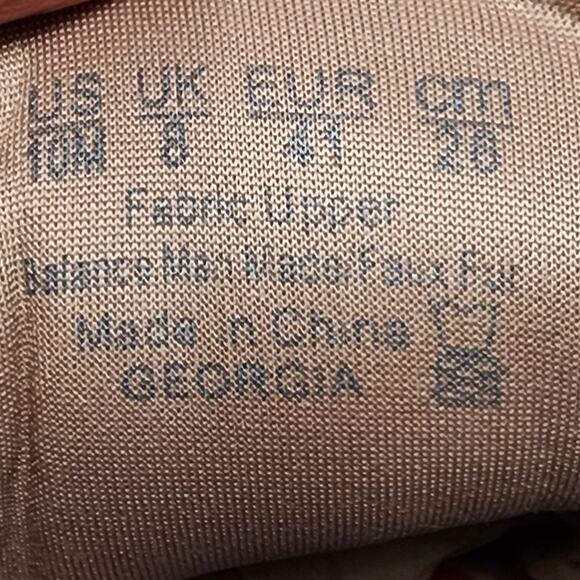 US UK EUR cm
10M 8 41 26
Fabric Upper
Balance Man Made/Faux Fur
Made in China
GEORGIA